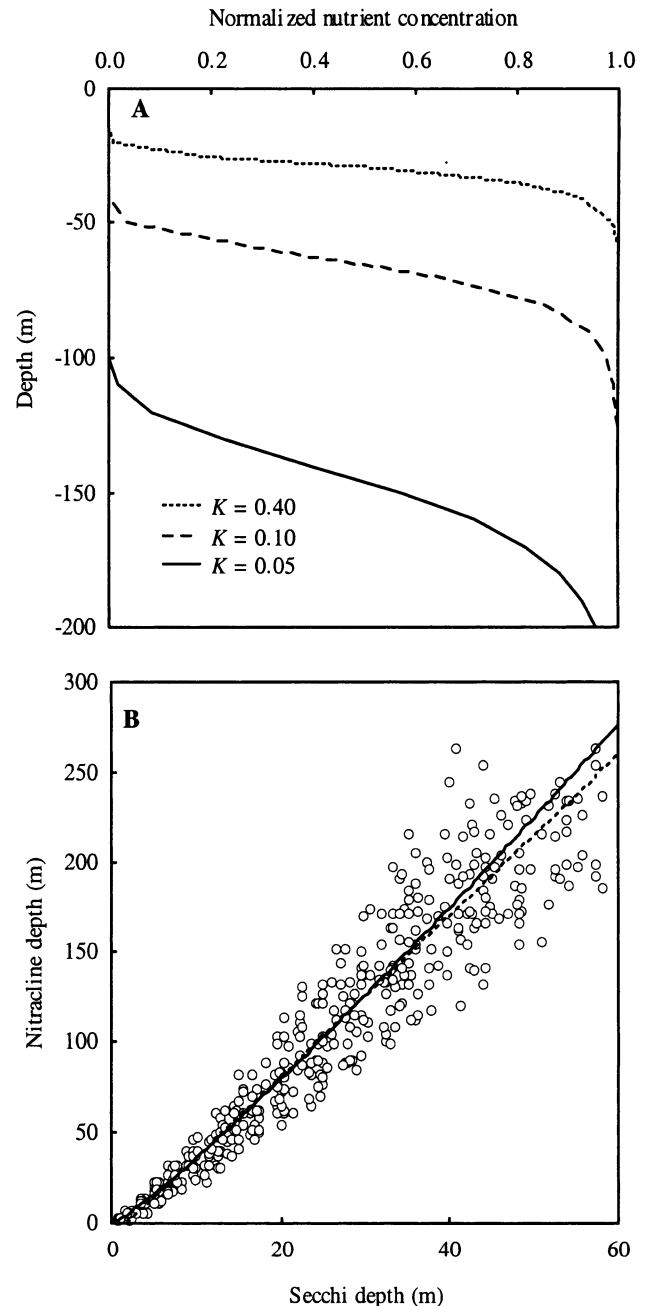 Normalized nutrient concentration
0.0 0.2 0.4 0.6 0.8 1.0
0
A
-50
-100
-150
-200
Depth (m)
K = 0.40
K = 0.10
K = 0.05
300
B
250
200
150
100
50
0
Nitracline depth (m)
0 20 40 60
Secchi depth (m)